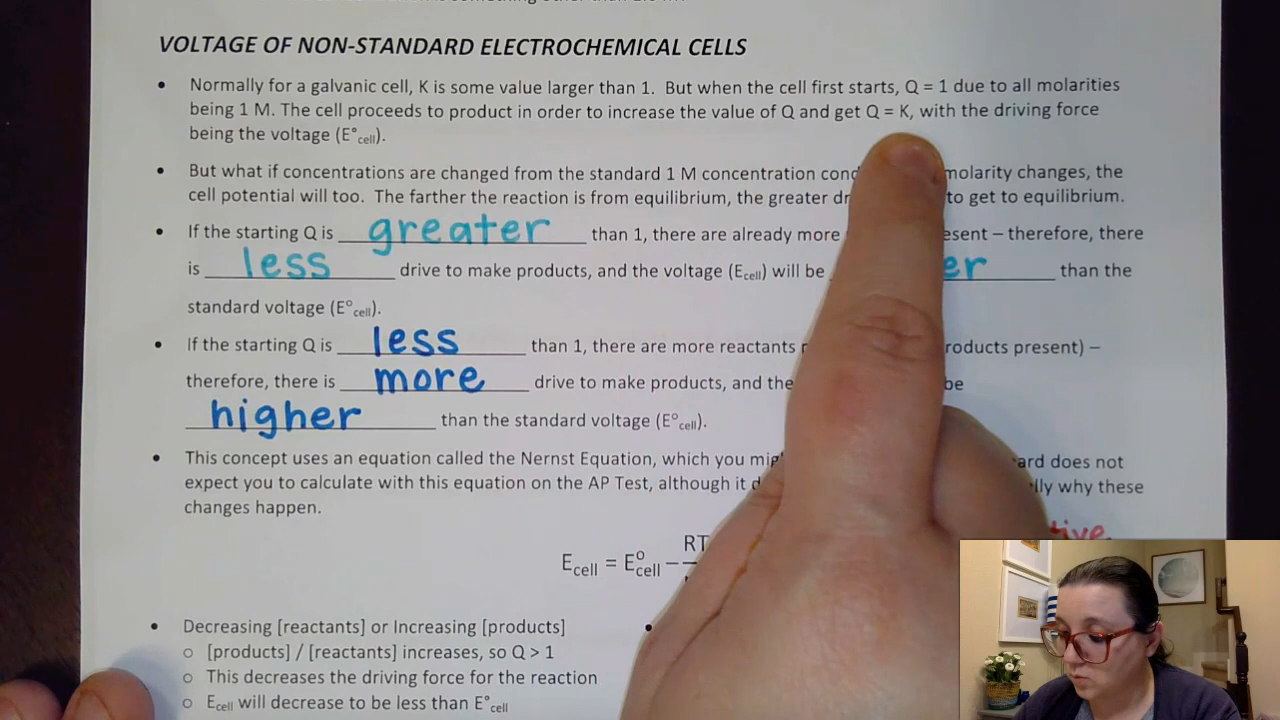 VOLTAGE OF NON-STANDARD ELECTROCHEMICAL CELLS
• Normally for a galvanic cell, K is some value larger than 1. But when the cell first starts, Q = 1 due to all molarities
being 1 M. The cell proceeds to product in order to increase the value of Q and get Q = K, with the driving force
being the voltage (E°cell).
• But what if concentrations are changed from the standard 1 M concentration molarity changes, the
cell potential will too. The farther the reaction is from equilibrium, the greater to get to equilibrium.
• If the starting Q is greater than 1, there are already more – therefore, there
is less drive to make products, and the voltage (Ecell) will be than the
standard voltage (E°cell).
• If the starting Q is less than 1, there are more reactants present) –
therefore, there is more drive to make products, and the be
higher than the standard voltage (E°cell).
• This concept uses an equation called the Nernst Equation, which you does not
expect you to calculate with this equation on the AP Test, although it why these
changes happen.
Ecell = E°cell – RT
• Decreasing [reactants] or Increasing [products] •
o [products] / [reactants] increases, so Q > 1
o This decreases the driving force for the reaction
o Ecell will decrease to be less than E°cell